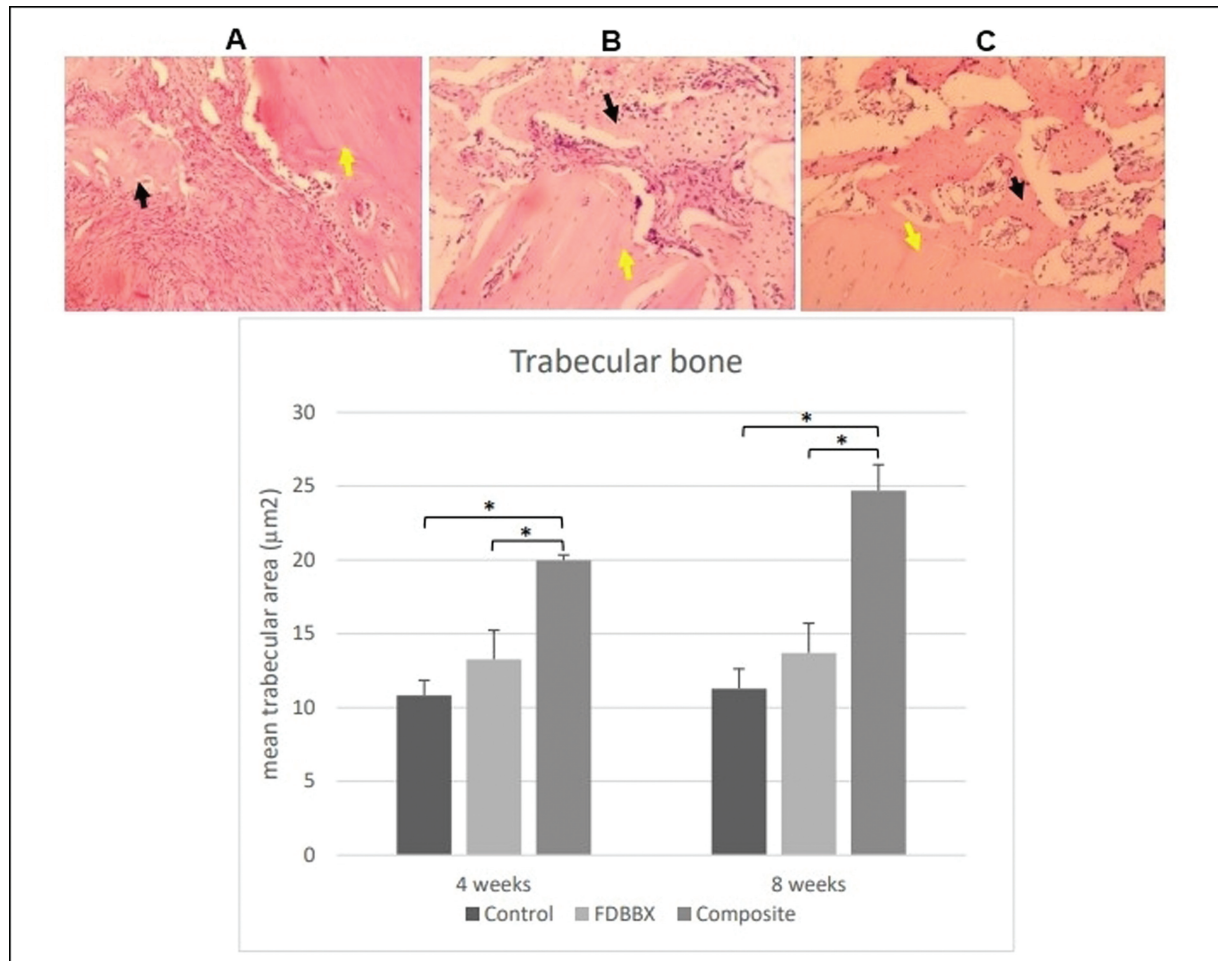 A B C
Trabecular bone
mean trabecular area (μm2)
30
25
20
15
10
5
0
* *
* *
4 weeks 8 weeks
Control FDBBX Composite